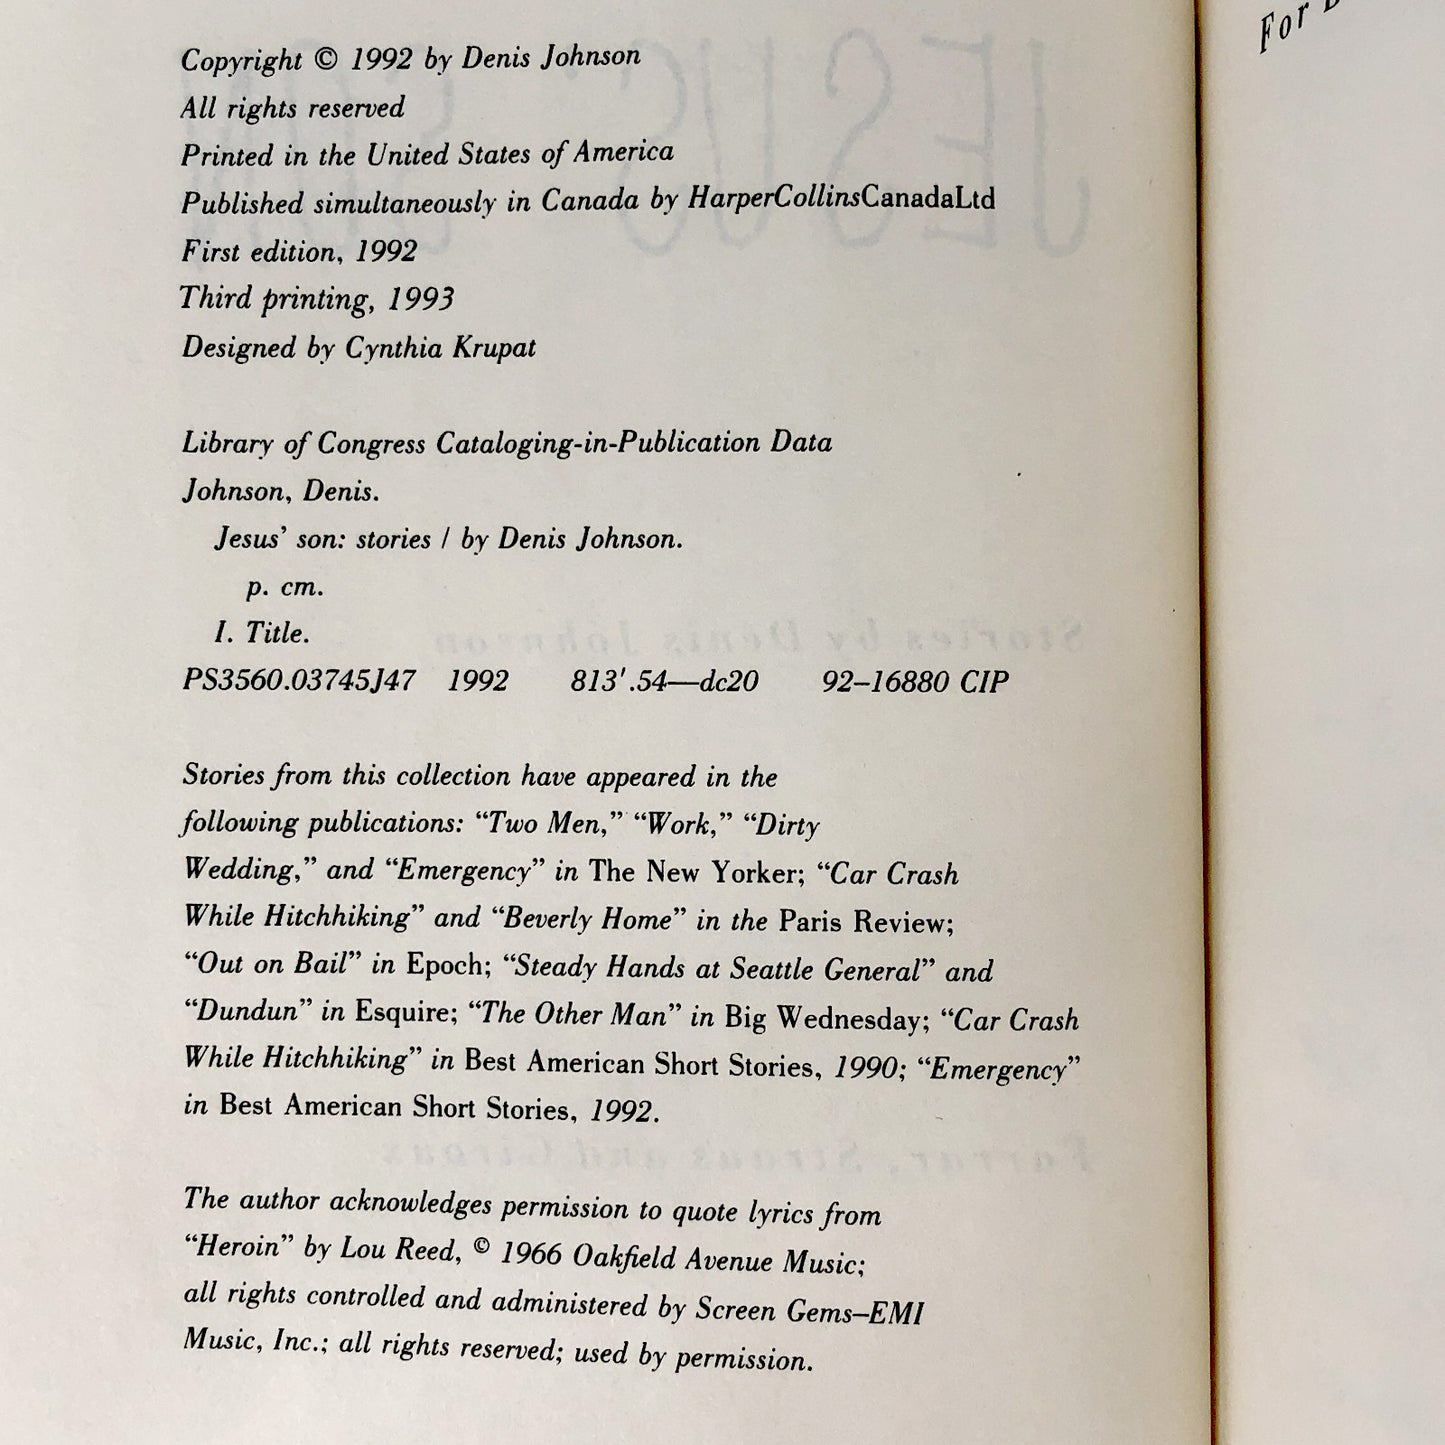 Copyright © 1992 by Denis Johnson
All rights reserved
Printed in the United States of America
Published simultaneously in Canada by HarperCollinsCanadaLtd
First edition, 1992
Third printing, 1993
Designed by Cynthia Krupat
Library of Congress Cataloging-in-Publication Data
Johnson, Denis.
Jesus’ son: stories / by Denis Johnson.
p. cm.
I. Title.
PS3560.03745J47 1992 813′.54—dc20 92–16880 CIP
Stories from this collection have appeared in the
following publications: “Two Men,” “Work,” “Dirty
Wedding,” and “Emergency” in The New Yorker; “Car Crash
While Hitchhiking” and “Beverly Home” in the Paris Review;
“Out on Bail” in Epoch; “Steady Hands at Seattle General” and
“Dundun” in Esquire; “The Other Man” in Big Wednesday; “Car Crash
While Hitchhiking” in Best American Short Stories, 1990; “Emergency”
in Best American Short Stories, 1992.
The author acknowledges permission to quote lyrics from
“Heroin” by Lou Reed, © 1966 Oakfield Avenue Music;
all rights controlled and administered by Screen Gems–EMI
Music, Inc.; all rights reserved; used by permission.
For